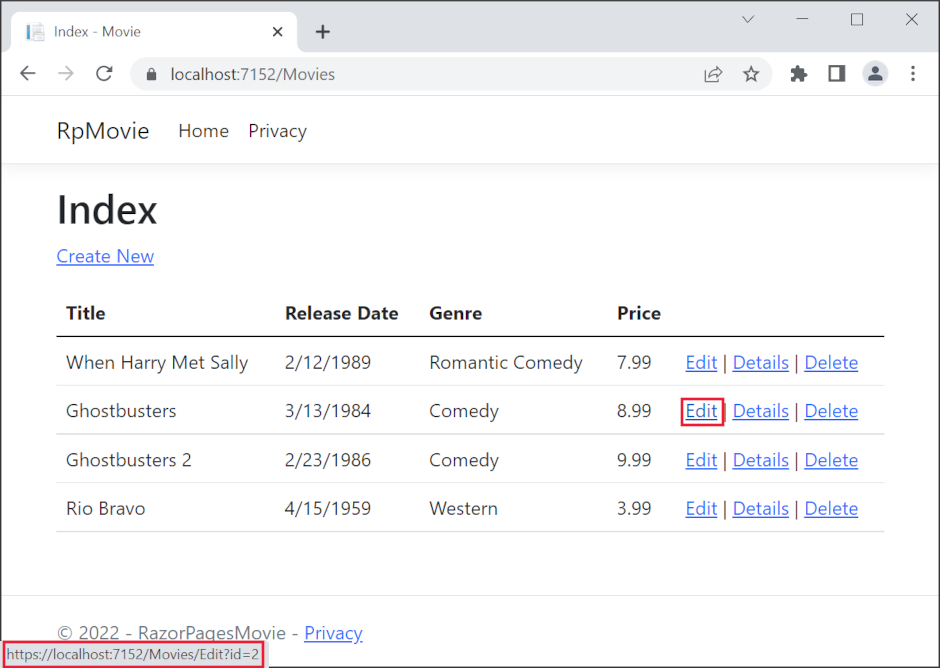 Index - Movie
localhost:7152/Movies
RpMovie Home Privacy
Index
Create New
Title Release Date Genre Price
When Harry Met Sally 2/12/1989 Romantic Comedy 7.99 Edit | Details | Delete
Ghostbusters 3/13/1984 Comedy 8.99 Edit | Details | Delete
Ghostbusters 2 2/23/1986 Comedy 9.99 Edit | Details | Delete
Rio Bravo 4/15/1959 Western 3.99 Edit | Details | Delete
© 2022 - RazorPagesMovie - Privacy
https://localhost:7152/Movies/Edit?id=2